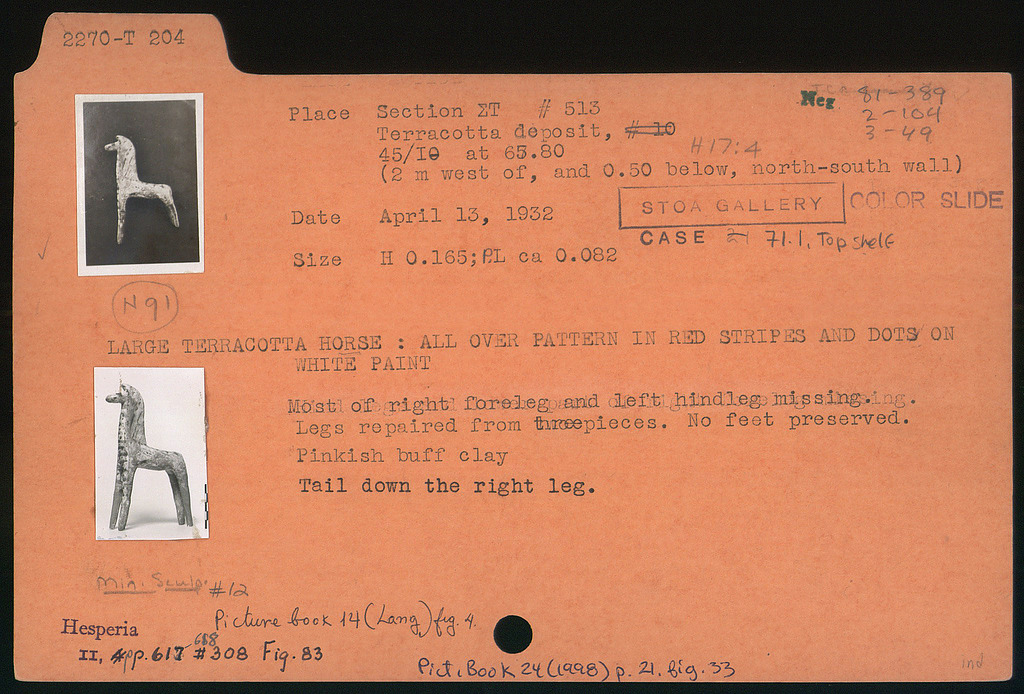 2270-T 204
Neg 81-389
2-104
3-49
Place Section ΣΤ # 513
Terracotta deposit, # 10
45/I0 at 65.80 H17:4
(2 m west of, and 0.50 below, north-south wall)
STOA GALLERY COLOR SLIDE
Date April 13, 1932
CASE 71.1, Top shelf
Size H 0.165; PL ca 0.082
H 91
LARGE TERRACOTTA HORSE : ALL OVER PATTERN IN RED STRIPES AND DOTS ON
WHITE PAINT
Most of right foreleg and left hindleg missing.
Legs repaired from three pieces. No feet preserved.
Pinkish buff clay
Tail down the right leg.
Min. Sculp. #12
Picture book 14 (Lang) fig. 4.
Hesperia
II, 4, pp. 617 #308 Fig. 83
618
Pict. Book 24 (1998) p. 21, fig. 33
ind